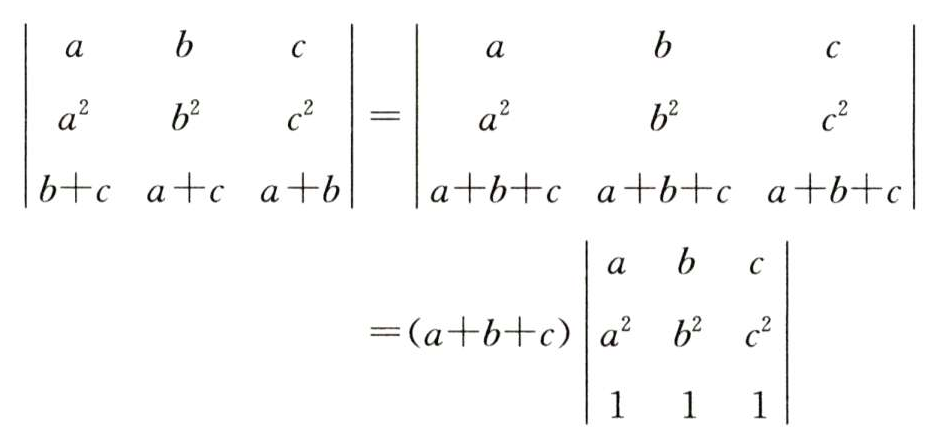 | a b c | | a b c |
| a² b² c² | = | a² b² c² |
| b+c a+c a+b | | a+b+c a+b+c a+b+c |
| a b c |
=(a+b+c) | a² b² c² |
| 1 1 1 |